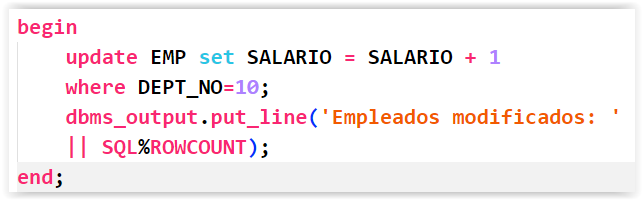 begin
update EMP set SALARIO = SALARIO + 1
where DEPT_NO=10;
dbms_output.put_line('Empleados modificados: '
|| SQL%ROWCOUNT);
end;